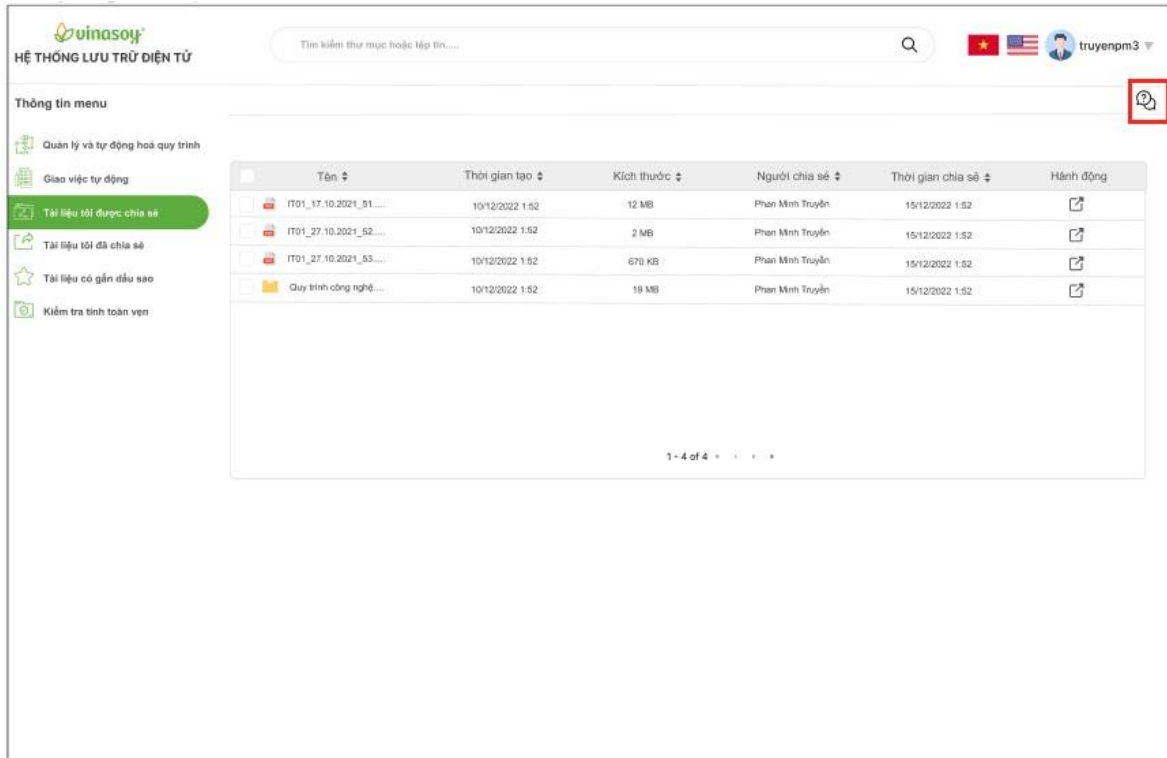 vinasoy
HỆ THỐNG LƯU TRỮ ĐIỆN TỬ
Tìm kiếm thư mục hoặc tệp tin.....
truyenpm3
Thông tin menu
Quản lý và tự động hoá quy trình
Giao việc tự động
Tài liệu tôi được chia sẻ
Tài liệu tôi đã chia sẻ
Tài liệu có gắn dấu sao
Kiểm tra tính toàn vẹn
Tên Thời gian tạo Kích thước Người chia sẻ Thời gian chia sẻ Hành động
IT01_17.10.2021_51..... 10/12/2022 1:52 12 MB Phan Minh Truyền 15/12/2022 1:52
IT01_27.10.2021_52..... 10/12/2022 1:52 2 MB Phan Minh Truyền 15/12/2022 1:52
IT01_27.10.2021_53..... 10/12/2022 1:52 670 KB Phan Minh Truyền 15/12/2022 1:52
Quy trình công nghệ.... 10/12/2022 1:52 19 MB Phan Minh Truyền 15/12/2022 1:52
1 - 4 of 4